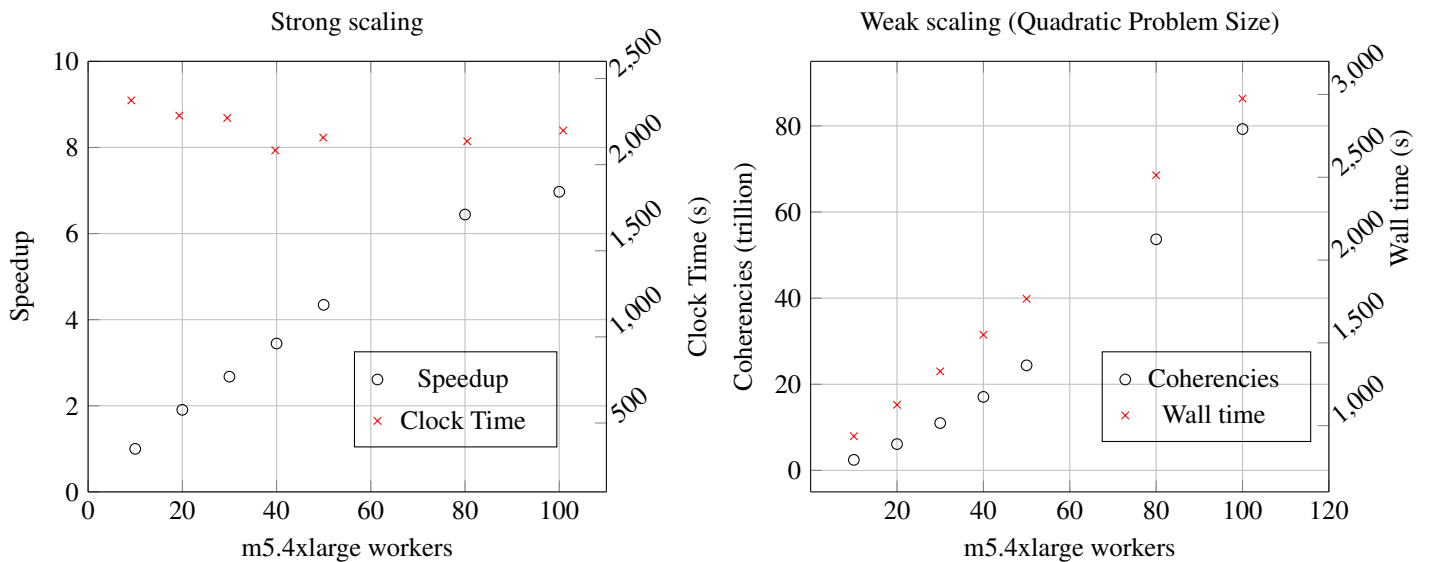 Strong scaling
10
8
6
4
2
0
Speedup
0
20
40
60
80
100
m5.4xlarge workers
2,500
2,000
1,500
1,000
500
Clock Time (s)
Speedup
Clock Time
Weak scaling (Quadratic Problem Size)
80
60
40
20
0
Coherencies (trillion)
20
40
60
80
100
120
m5.4xlarge workers
3,000
2,500
2,000
1,500
1,000
Wall time (s)
Coherencies
Wall time